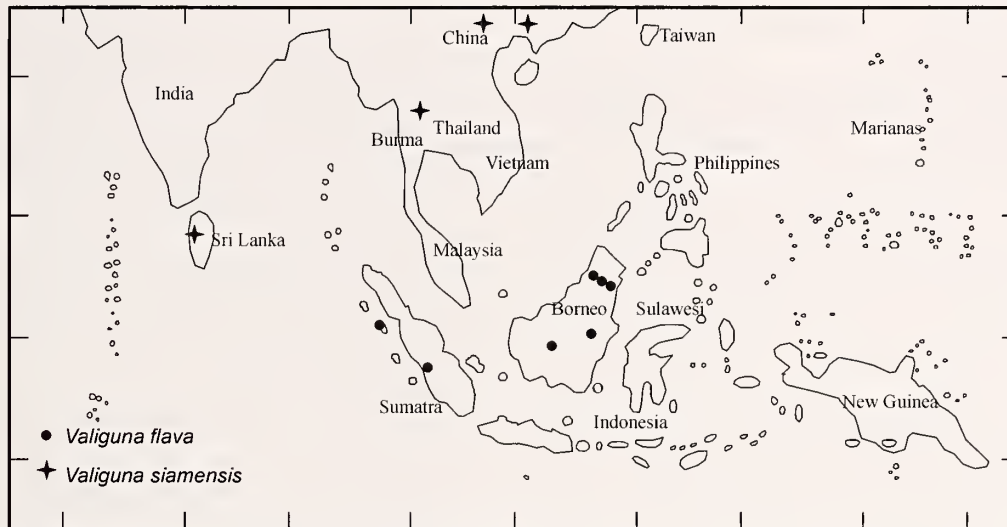 China
Taiwan
India
Thailand
Burma
Marianas
Vietnam
Philippines
Sri Lanka
Malaysia
Borneo
Sulawesi
Sumatra
Indonesia
New Guinea
Valiguna flava
Valiguna siamensis